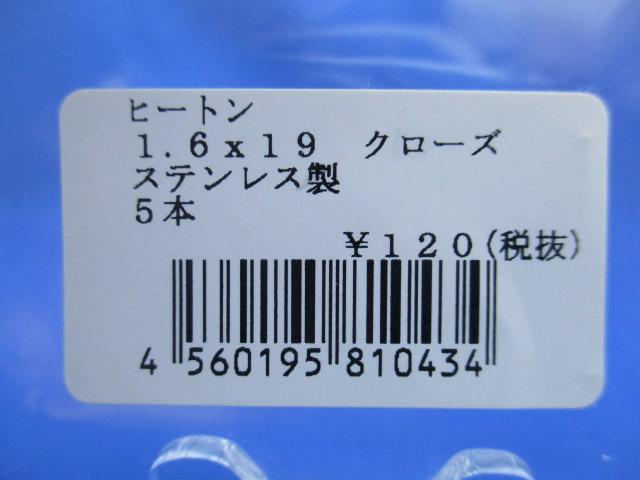 ヒートン
１.６ｘ１９　クローズ
ステンレス製
５本
￥１２０(税抜)
4 560195 810434